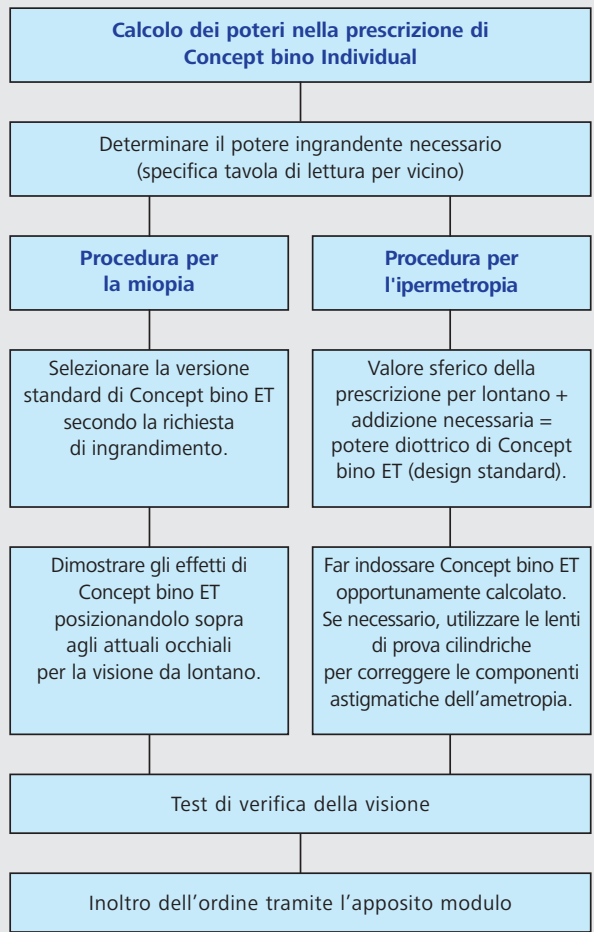 Calcolo dei poteri nella prescrizione di
Concept bino Individual
Determinare il potere ingrandente necessario
(specifica tavola di lettura per vicino)
Procedura per
la miopia
Selezionare la versione
standard di Concept bino ET
secondo la richiesta
di ingrandimento.
Dimostrare gli effetti di
Concept bino ET
posizionandolo sopra
agli attuali occhiali
per la visione da lontano.
Procedura per
l'ipermetropia
Valore sferico della
prescrizione per lontano +
addizione necessaria =
potere diottrico di Concept
bino ET (design standard).
Far indossare Concept bino ET
opportunamente calcolato.
Se necessario, utilizzare le lenti
di prova cilindriche
per correggere le componenti
astigmatiche dell’ametropia.
Test di verifica della visione
Inoltro dell’ordine tramite l’apposito modulo